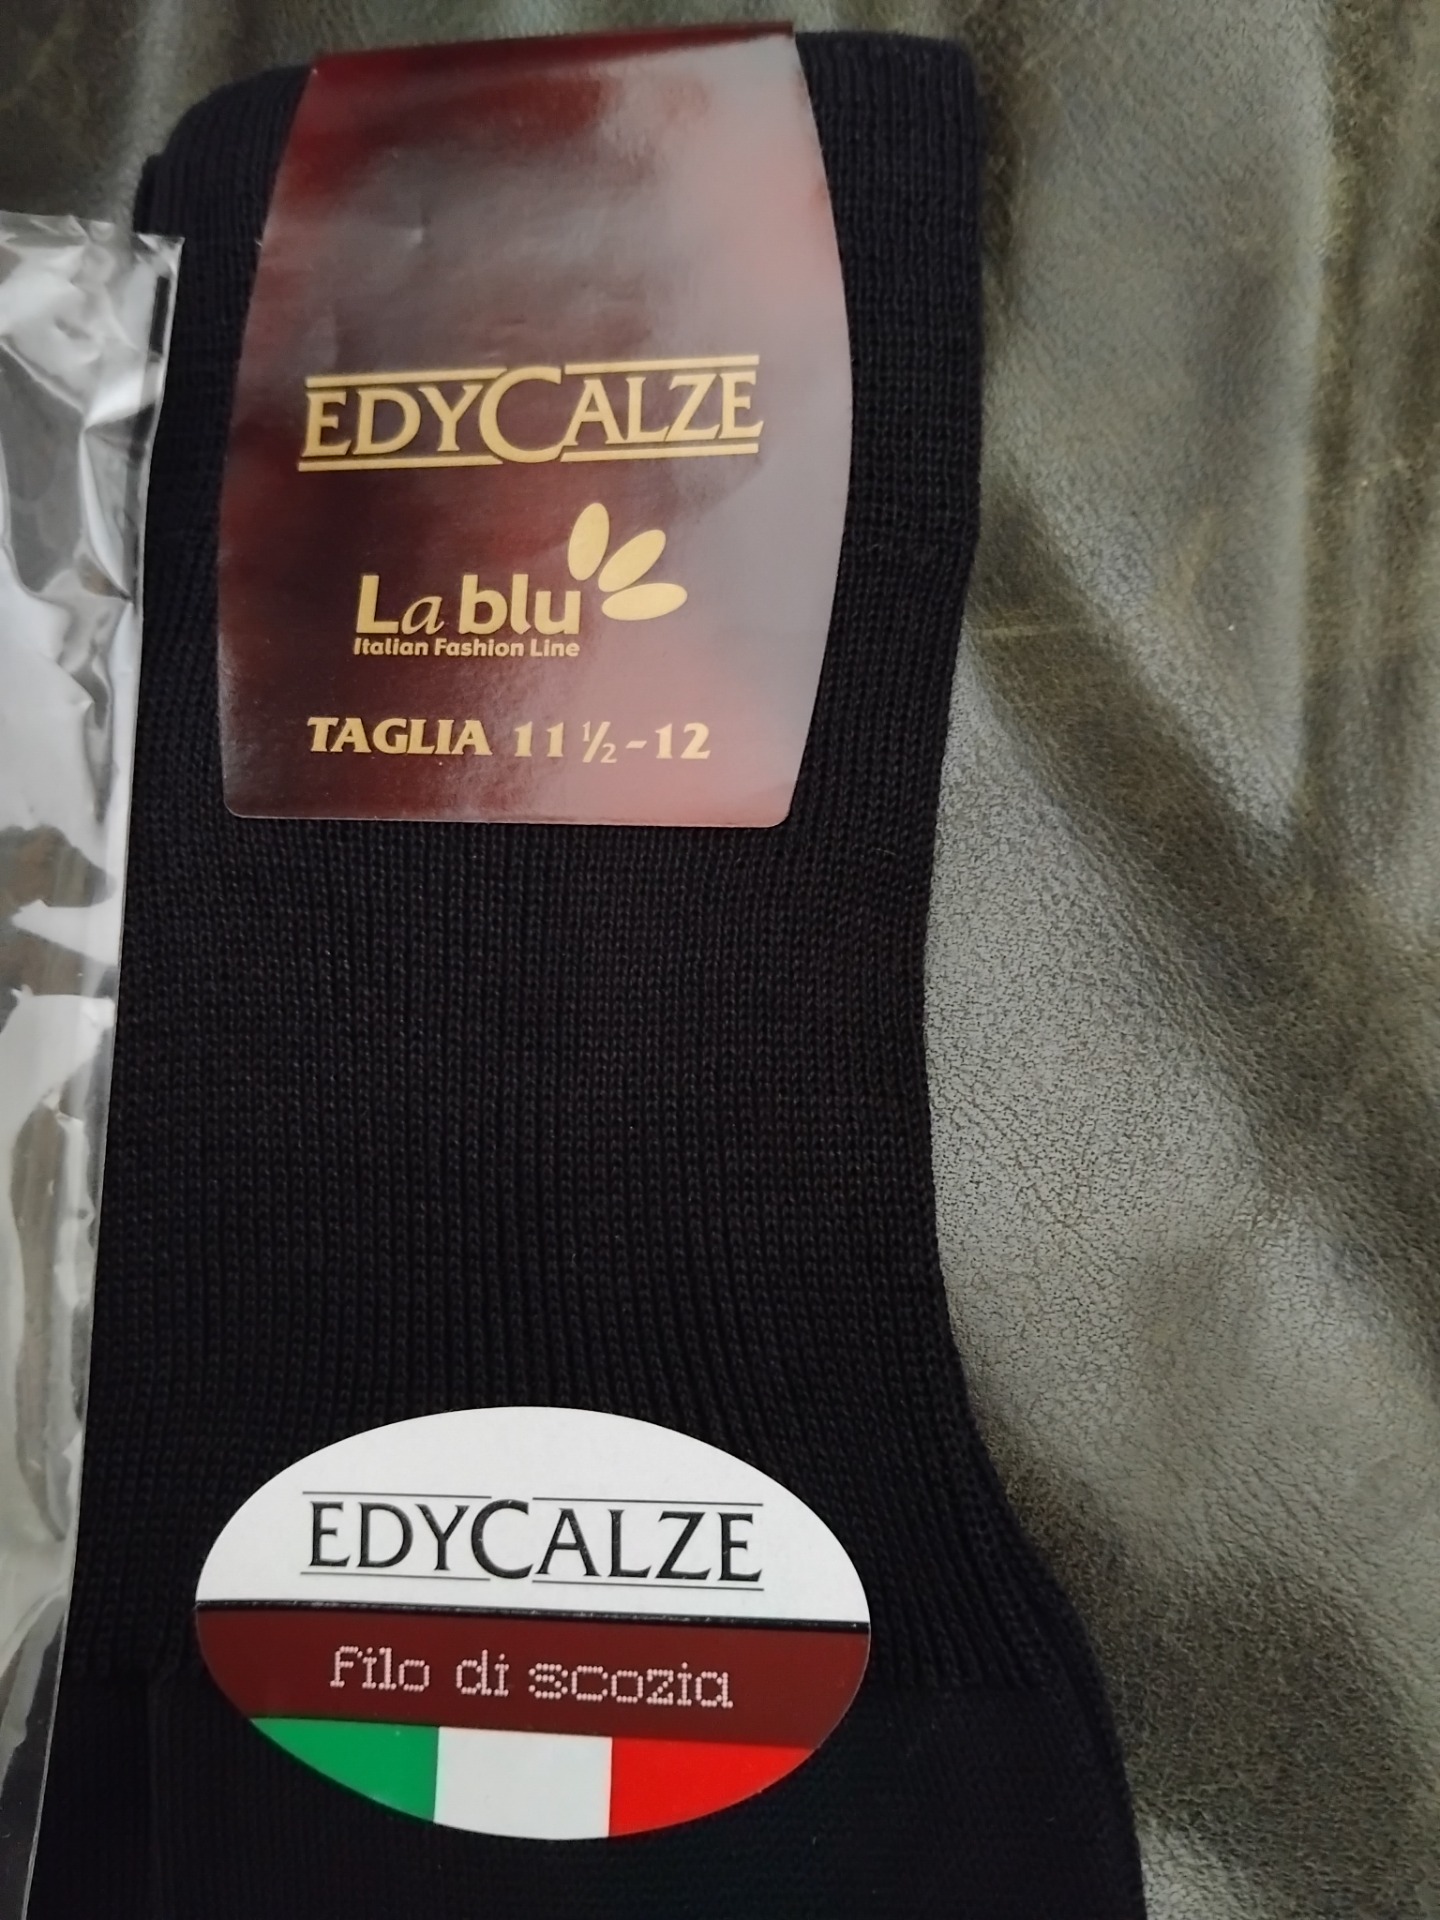 EDYCALZE
La blu
Italian Fashion Line
TAGLIA 11 ½-12
EDYCALZE
filo di scozia